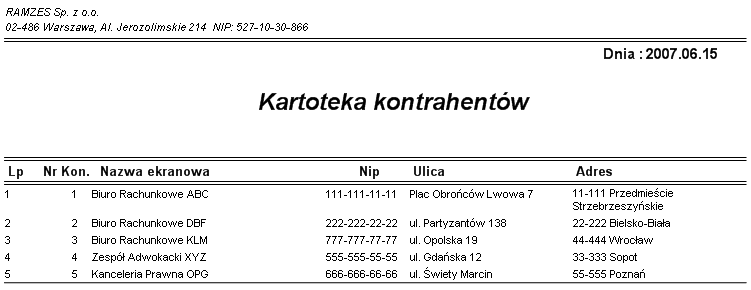 RAMZES Sp. z o.o.
02-486 Warszawa, Al. Jerozolimskie 214 NIP: 527-10-30-866
Dnia : 2007.06.15
Kartoteka kontrahentów
Lp Nr Kon. Nazwa ekranowa Nip Ulica Adres
1 1 Biuro Rachunkowe ABC 111-111-11-11 Plac Obrońców Lwowa 7 11-111 Przedmieście
Strzebrzeszyńskie
2 2 Biuro Rachunkowe DBF 222-222-22-22 ul. Partyzantów 138 22-222 Bielsko-Biała
3 3 Biuro Rachunkowe KLM 777-777-77-77 ul. Opolska 19 44-444 Wrocław
4 4 Zespół Adwokacki XYZ 555-555-55-55 ul. Gdańska 12 33-333 Sopot
5 5 Kanceleria Prawna OPG 666-666-66-66 ul. Świety Marcin 55-555 Poznań